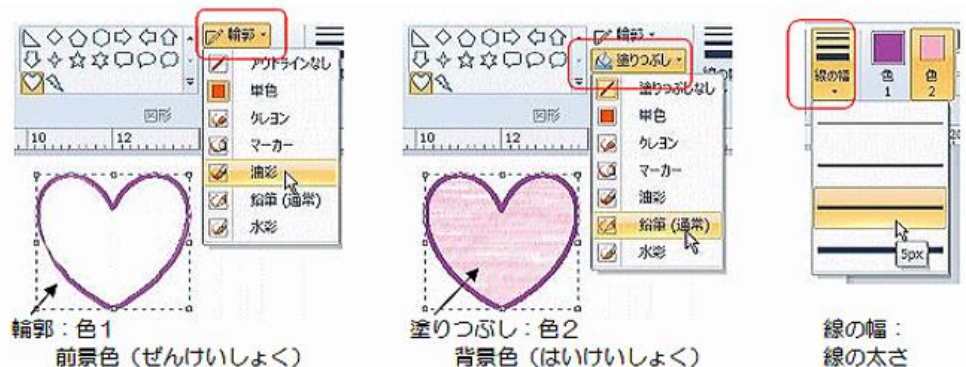 輪郭
アウトラインなし
単色
クレヨン
マーカー
油彩
鉛筆 (通常)
水彩
図形
10 12
輪郭：色1
前景色（ぜんけいしょく）
輪郭
塗りつぶし
塗りつぶしなし
単色
クレヨン
マーカー
油彩
鉛筆 (通常)
水彩
図形
10 12
塗りつぶし：色2
背景色（はいけいしょく）
線の幅
色
1
色
2
5px
線の幅：
線の太さ